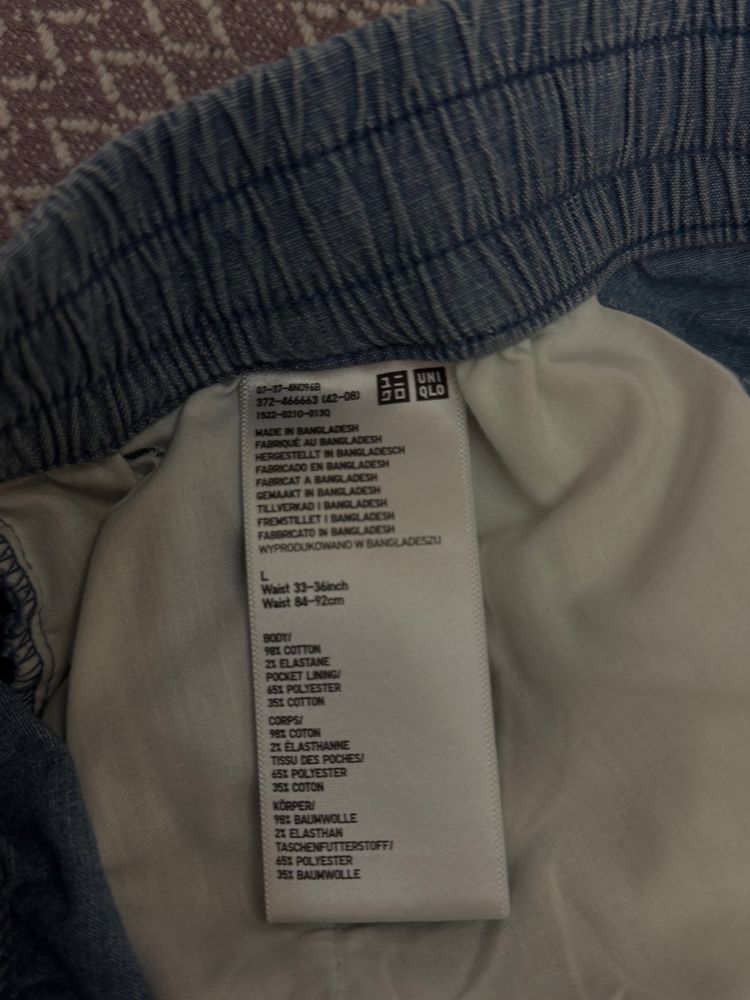 07-37-4N096B
372-466663 (42-08)
1522-0210-013Q
ユニ
クロ
UNI
QLO
MADE IN BANGLADESH
FABRIQUÉ AU BANGLADESH
HERGESTELLT IN BANGLADESCH
FABRICADO EN BANGLADESH
FABRICAT A BANGLADESH
GEMAAKT IN BANGLADESH
TILLVERKAD I BANGLADESH
FREMSTILLET I BANGLADESH
FABBRICATO IN BANGLADESH
WYPRODUKOWANO W BANGLADESZU
L
Waist 33-36inch
Waist 84-92cm
BODY/
98% COTTON
2% ELASTANE
POCKET LINING/
65% POLYESTER
35% COTTON
CORPS/
98% COTON
2% ÉLASTHANNE
TISSU DES POCHES/
65% POLYESTER
35% COTON
KÖRPER/
98% BAUMWOLLE
2% ELASTHAN
TASCHENFUTTERSTOFF/
65% POLYESTER
35% BAUMWOLLE